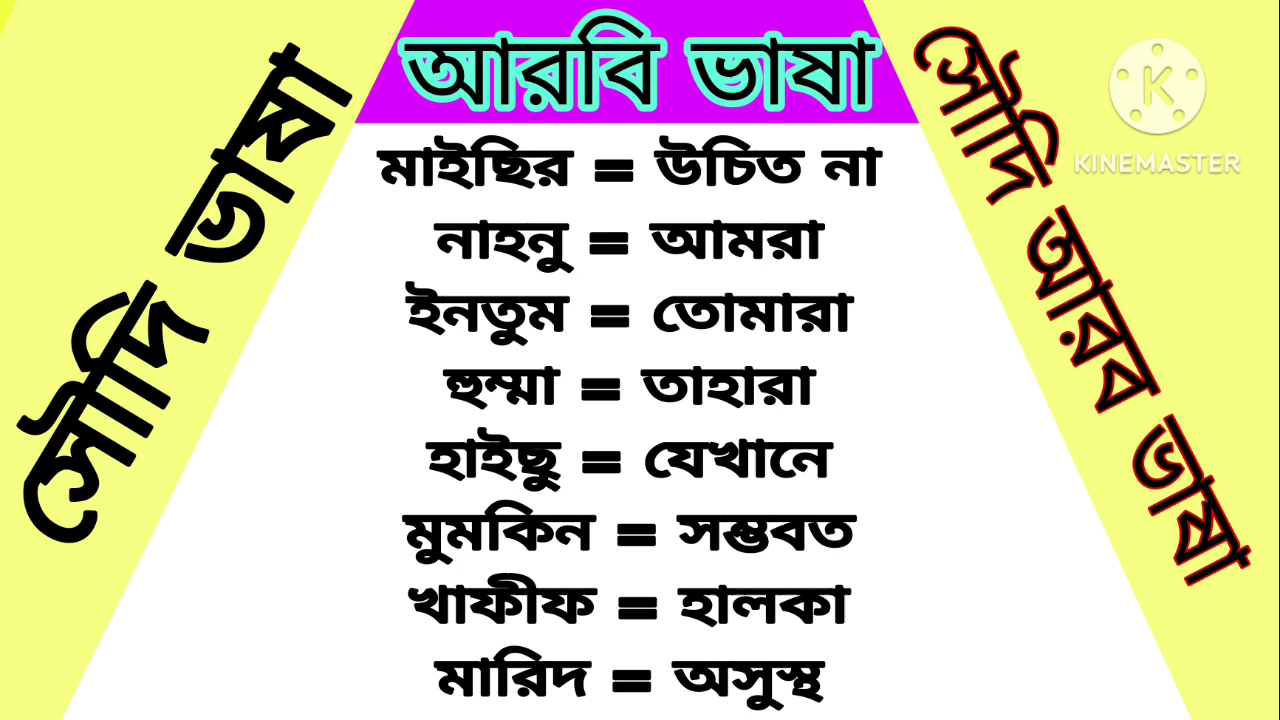 আরবি ভাষা
সৌদি ভাষা
সৌদি আরব ভাষা
KINEMASTER
মাইছির = উচিত না
নাহনু = আমরা
ইনতুম = তোমারা
হুম্মা = তাহারা
হাইছু = যেখানে
মুমকিন = সম্ভবত
খাফীফ = হালকা
মারিদ = অসুস্থ